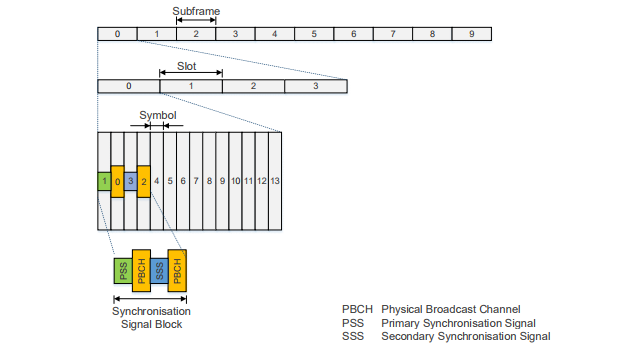 Subframe
0 1 2 3 4 5 6 7 8 9
Slot
0 1 2 3
Symbol
1 0 3 2 4 5 6 7 8 9 10 11 12 13
PSS PBCH SSS PBCH
Synchronisation
Signal Block
PBCH Physical Broadcast Channel
PSS Primary Synchronisation Signal
SSS Secondary Synchronisation Signal